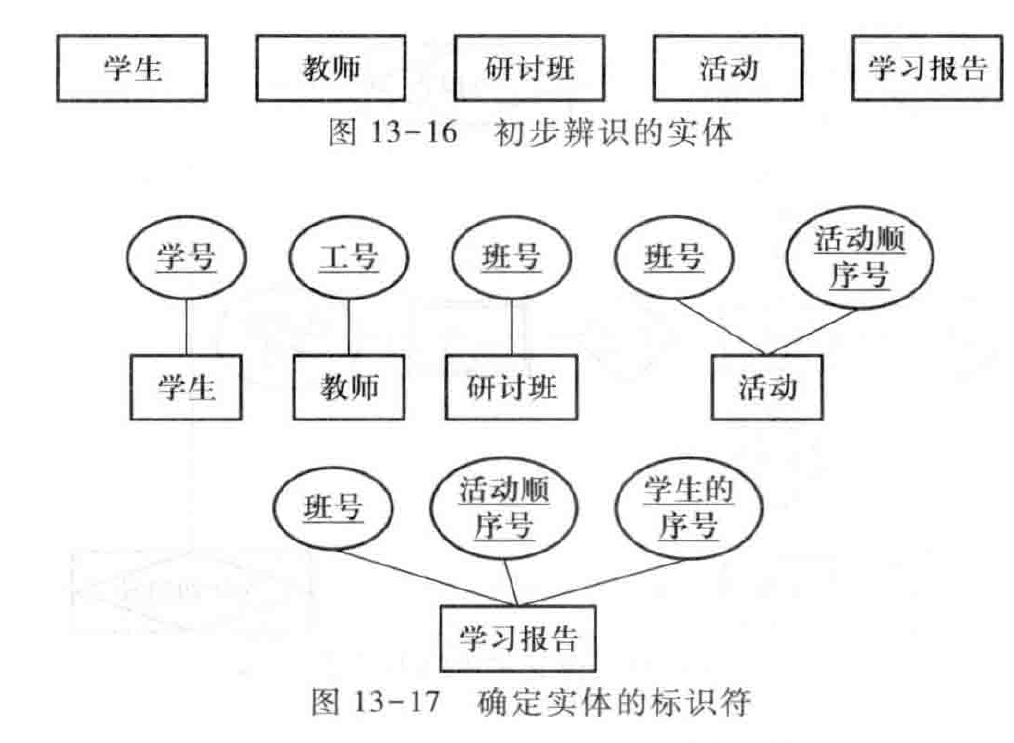 学生 教师 研讨班 活动 学习报告
图 13-16 初步辨识的实体
学号 工号 班号 班号 活动顺
序号
学生 教师 研讨班 活动
班号 活动顺 学生的
序号 序号
学习报告
图 13-17 确定实体的标识符